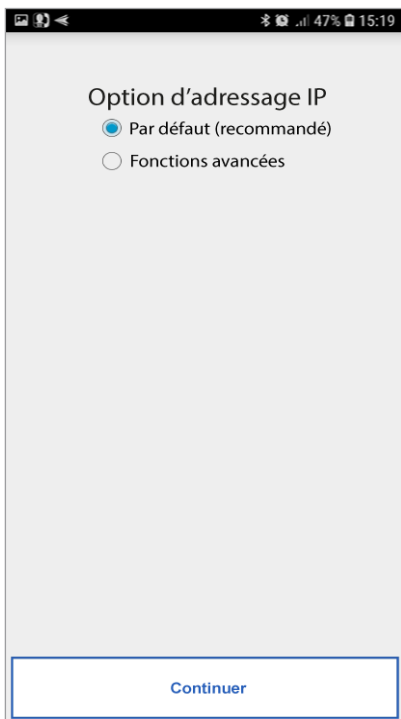 47% 15:19
Option d'adressage IP
Par défaut (recommandé)
Fonctions avancées
Continuer